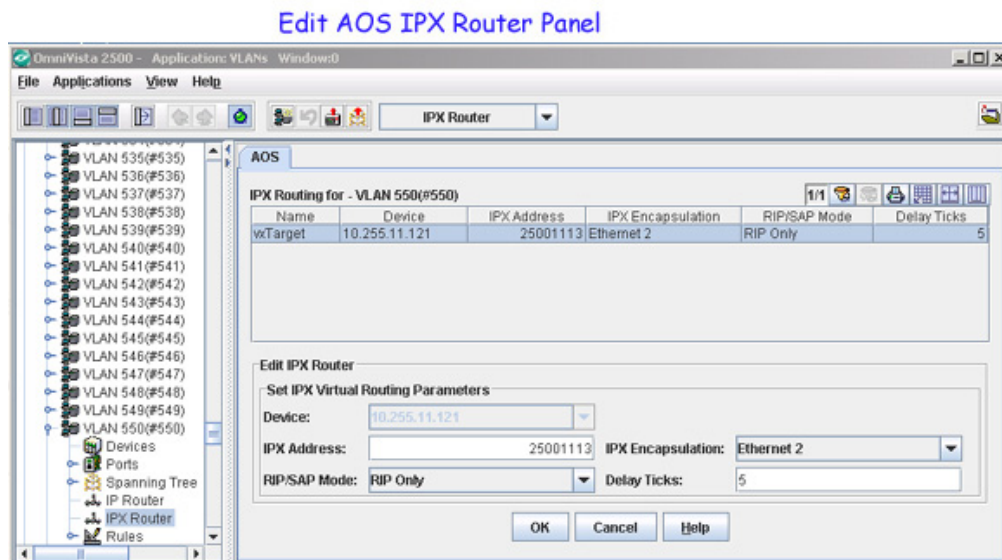 Edit AOS IPX Router Panel
OmniVista 2500 - Application: VLANs Window:0
File Applications View Help
IPX Router
VLAN 535(#535)
VLAN 536(#536)
VLAN 537(#537)
VLAN 538(#538)
VLAN 539(#539)
VLAN 540(#540)
VLAN 541(#541)
VLAN 542(#542)
VLAN 543(#543)
VLAN 544(#544)
VLAN 545(#545)
VLAN 546(#546)
VLAN 547(#547)
VLAN 548(#548)
VLAN 549(#549)
VLAN 550(#550)
Devices
Ports
Spanning Tree
IP Router
IPX Router
Rules
AOS
IPX Routing for - VLAN 550(#550) 1/1
Name Device IPX Address IPX Encapsulation RIP/SAP Mode Delay Ticks
vxTarget 10.255.11.121 25001113 Ethernet 2 RIP Only 5
Edit IPX Router
Set IPX Virtual Routing Parameters
Device: 10.255.11.121
IPX Address: 25001113 IPX Encapsulation: Ethernet 2
RIP/SAP Mode: RIP Only Delay Ticks: 5
OK Cancel Help